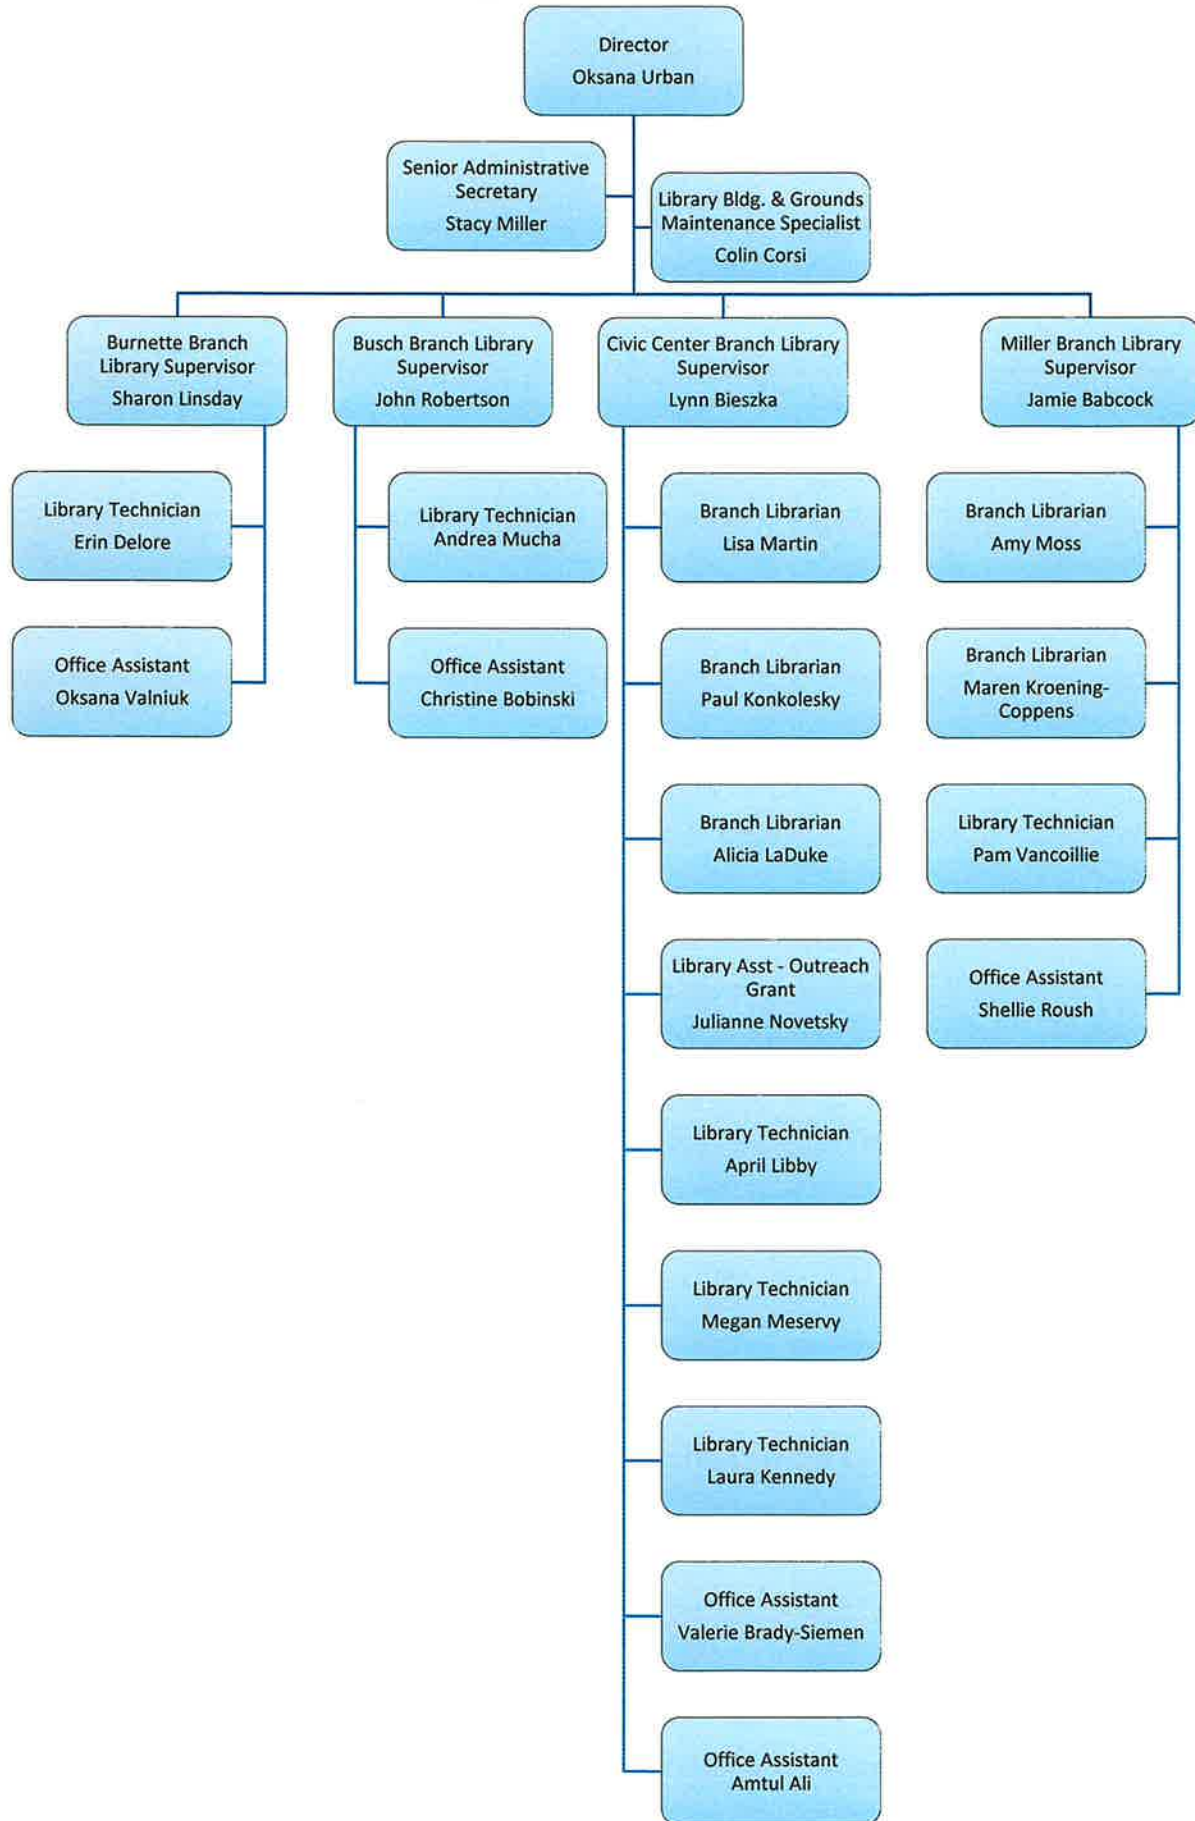 Director
Oksana Urban
Senior Administrative
Secretary
Stacy Miller
Library Bldg. & Grounds
Maintenance Specialist
Colin Corsi
Burnette Branch
Library Supervisor
Sharon Linsday
Busch Branch Library
Supervisor
John Robertson
Civic Center Branch Library
Supervisor
Lynn Bieszka
Miller Branch Library
Supervisor
Jamie Babcock
Library Technician
Erin Delore
Office Assistant
Oksana Valniuk
Library Technician
Andrea Mucha
Office Assistant
Christine Bobinski
Branch Librarian
Lisa Martin
Branch Librarian
Paul Konkolesky
Branch Librarian
Alicia LaDuke
Library Asst - Outreach
Grant
Julianne Novetsky
Library Technician
April Libby
Library Technician
Megan Meservy
Library Technician
Laura Kennedy
Office Assistant
Valerie Brady-Siemen
Office Assistant
Amtul Ali
Branch Librarian
Amy Moss
Branch Librarian
Maren Kroening-
Coppens
Library Technician
Pam Vancoillie
Office Assistant
Shellie Roush